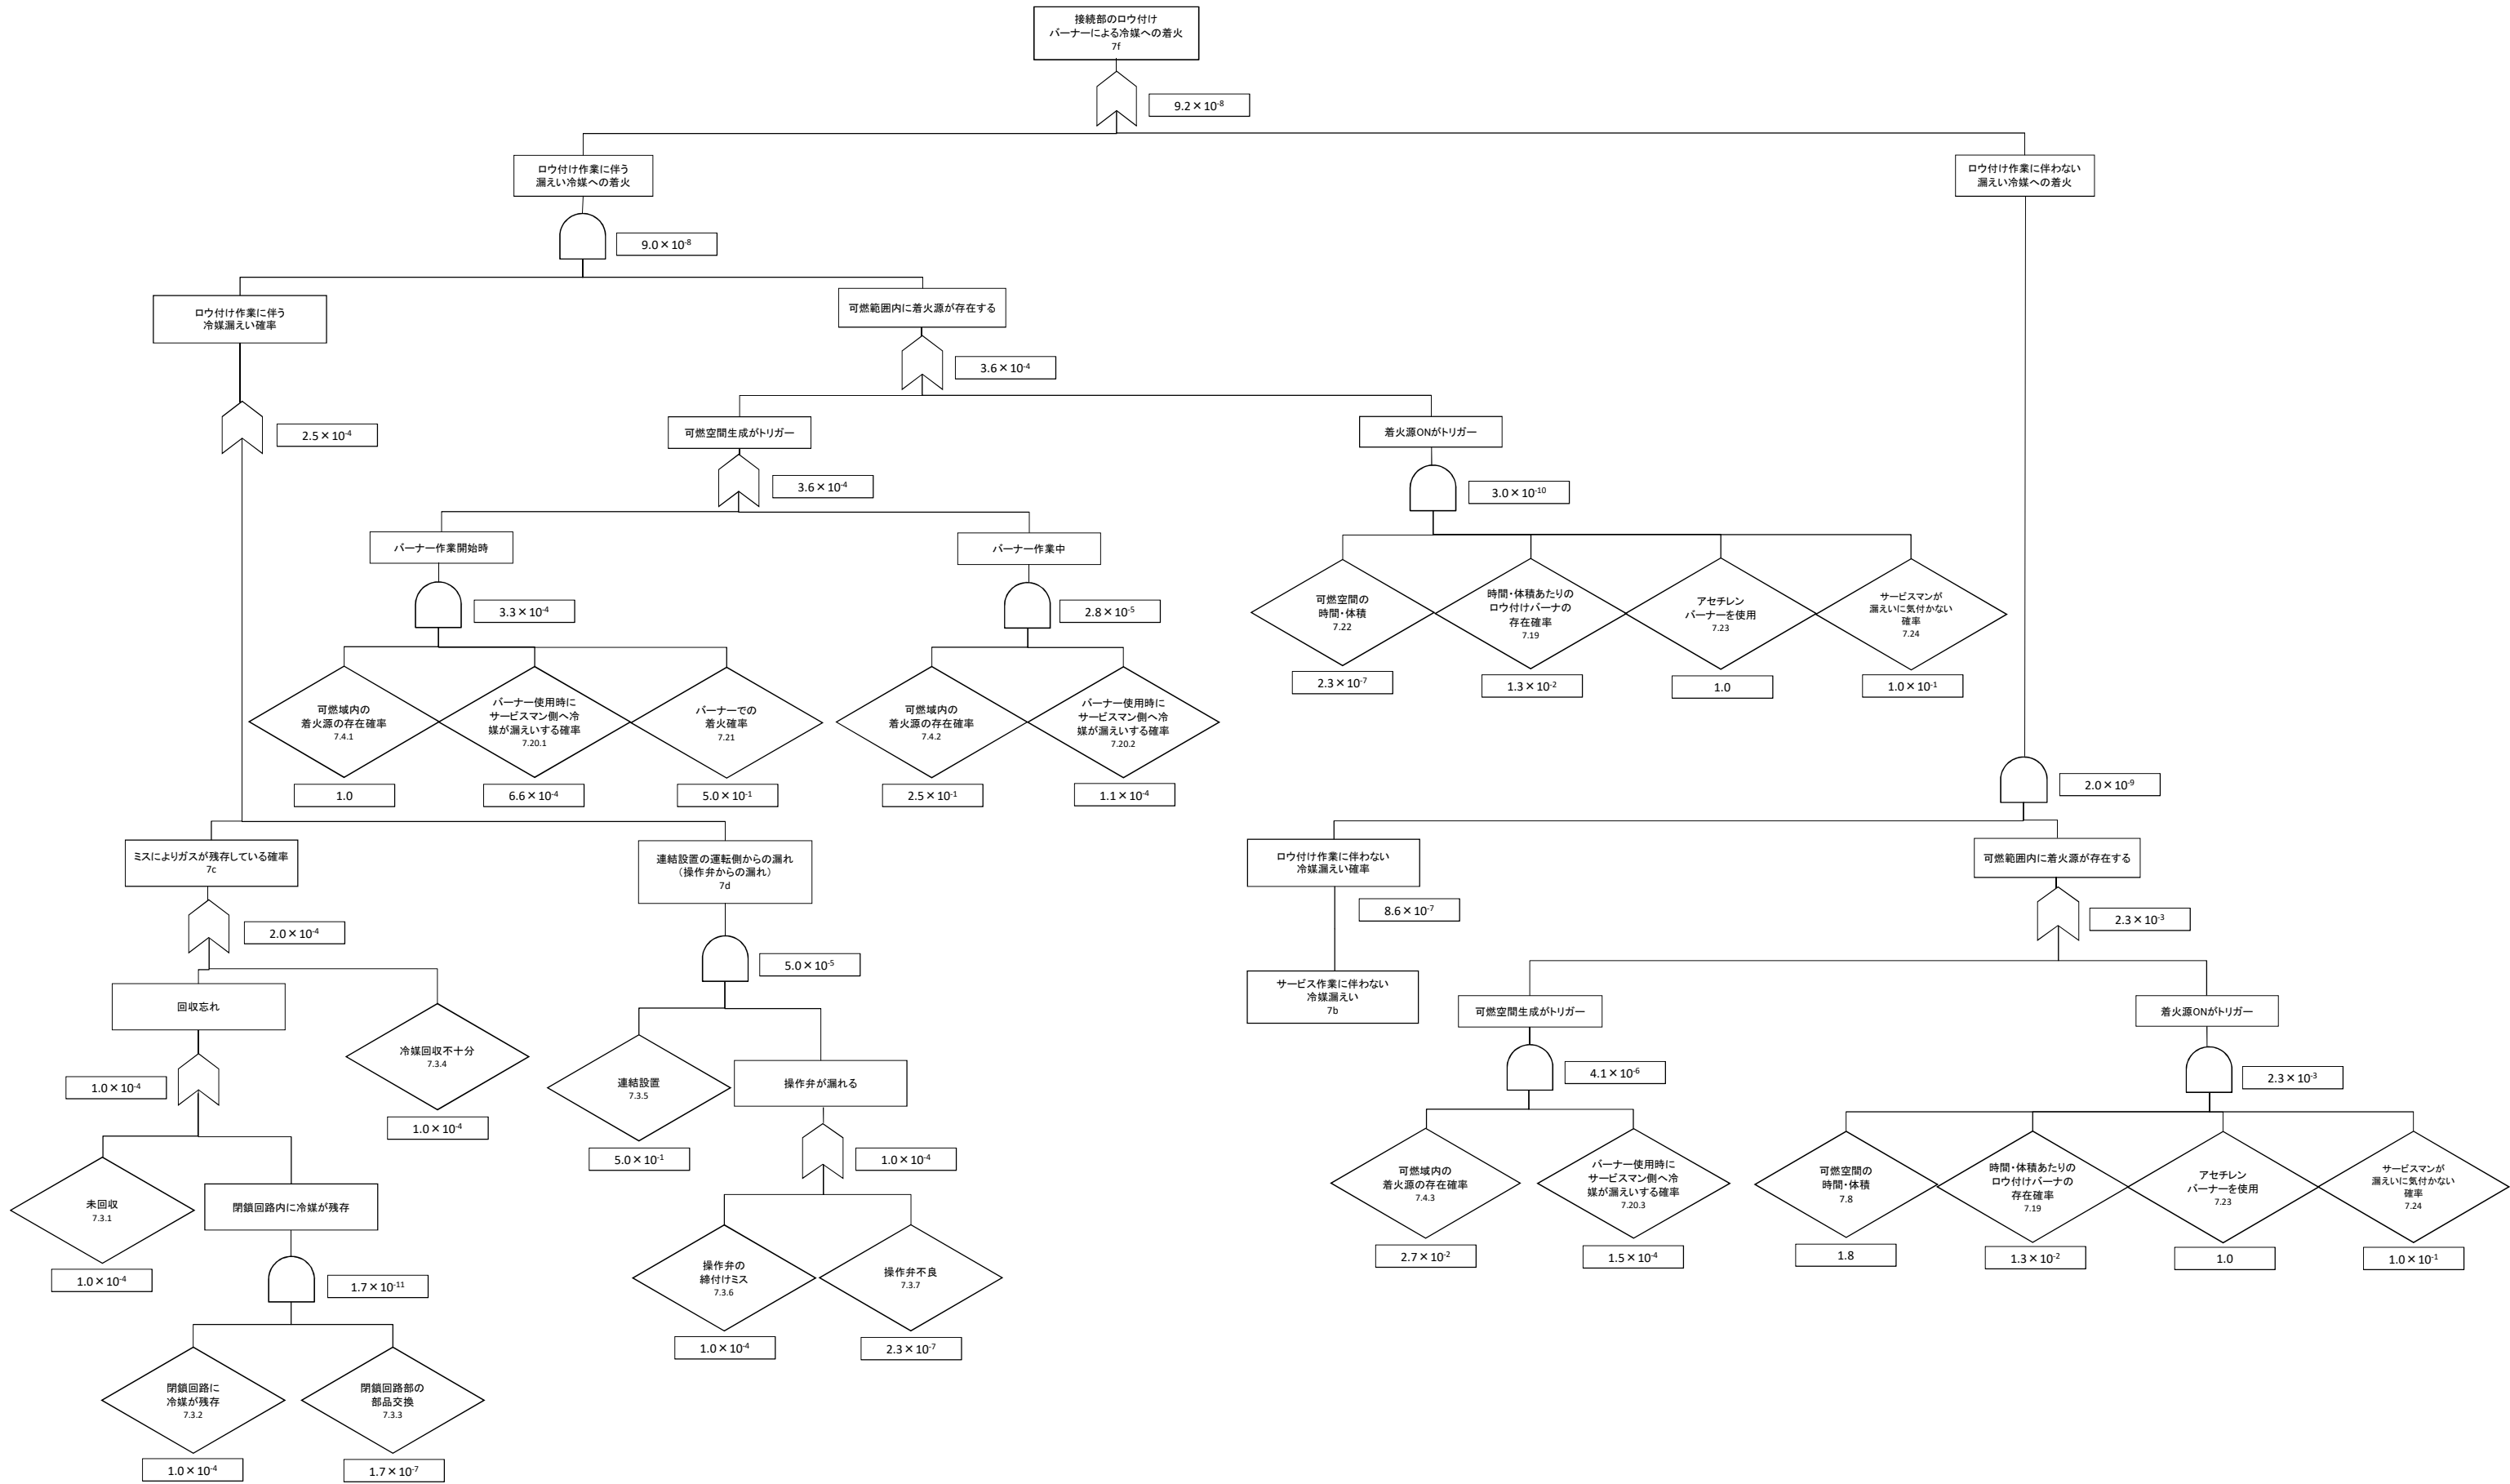 接続部のロウ付け
バーナーによる冷媒への着火
7f
9.2×10⁻⁸
ロウ付け作業に伴う
漏えい冷媒への着火
ロウ付け作業に伴わない
漏えい冷媒への着火
9.0×10⁻⁸
ロウ付け作業に伴う
冷媒漏えい確率
可燃範囲内に着火源が存在する
3.6×10⁻⁴
2.5×10⁻⁴
可燃空間生成がトリガー
着火源ONがトリガー
3.6×10⁻⁴
3.0×10⁻¹⁰
バーナー作業開始時
バーナー作業中
3.3×10⁻⁴
2.8×10⁻⁵
可燃空間の
時間・体積
7.22
時間・体積あたりの
ロウ付けバーナの
存在確率
7.19
アセチレン
バーナーを使用
7.23
サービスマンが
漏えいに気付かない
確率
7.24
2.3×10⁻⁷
1.3×10⁻²
1.0
1.0×10⁻¹
可燃域内の
着火源の存在確率
7.4.1
バーナー使用時に
サービスマン側へ冷
媒が漏えいする確率
7.20.1
バーナーでの
着火確率
7.21
可燃域内の
着火源の存在確率
7.4.2
バーナー使用時に
サービスマン側へ冷
媒が漏えいする確率
7.20.2
1.0
6.6×10⁻⁴
5.0×10⁻¹
2.5×10⁻¹
1.1×10⁻⁴
2.0×10⁻⁹
ミスによりガスが残存している確率
7c
連結設置の運転側からの漏れ
（操作弁からの漏れ）
7d
ロウ付け作業に伴わない
冷媒漏えい確率
可燃範囲内に着火源が存在する
8.6×10⁻⁷
2.3×10⁻³
2.0×10⁻⁴
5.0×10⁻⁵
サービス作業に伴わない
冷媒漏えい
7b
回収忘れ
可燃空間生成がトリガー
着火源ONがトリガー
冷媒回収不十分
7.3.4
連結設置
7.3.5
操作弁が漏れる
4.1×10⁻⁶
2.3×10⁻³
1.0×10⁻⁴
1.0×10⁻⁴
5.0×10⁻¹
1.0×10⁻⁴
未回収
7.3.1
閉鎖回路内に冷媒が残存
可燃域内の
着火源の存在確率
7.4.3
バーナー使用時に
サービスマン側へ冷
媒が漏えいする確率
7.20.3
可燃空間の
時間・体積
7.8
時間・体積あたりの
ロウ付けバーナの
存在確率
7.19
アセチレン
バーナーを使用
7.23
サービスマンが
漏えいに気付かない
確率
7.24
2.7×10⁻²
1.5×10⁻⁴
1.8
1.3×10⁻²
1.0
1.0×10⁻¹
1.0×10⁻⁴
1.7×10⁻¹¹
操作弁の
締付けミス
7.3.6
操作弁不良
7.3.7
1.0×10⁻⁴
2.3×10⁻⁷
閉鎖回路に
冷媒が残存
7.3.2
閉鎖回路部の
部品交換
7.3.3
1.0×10⁻⁴
1.7×10⁻⁷